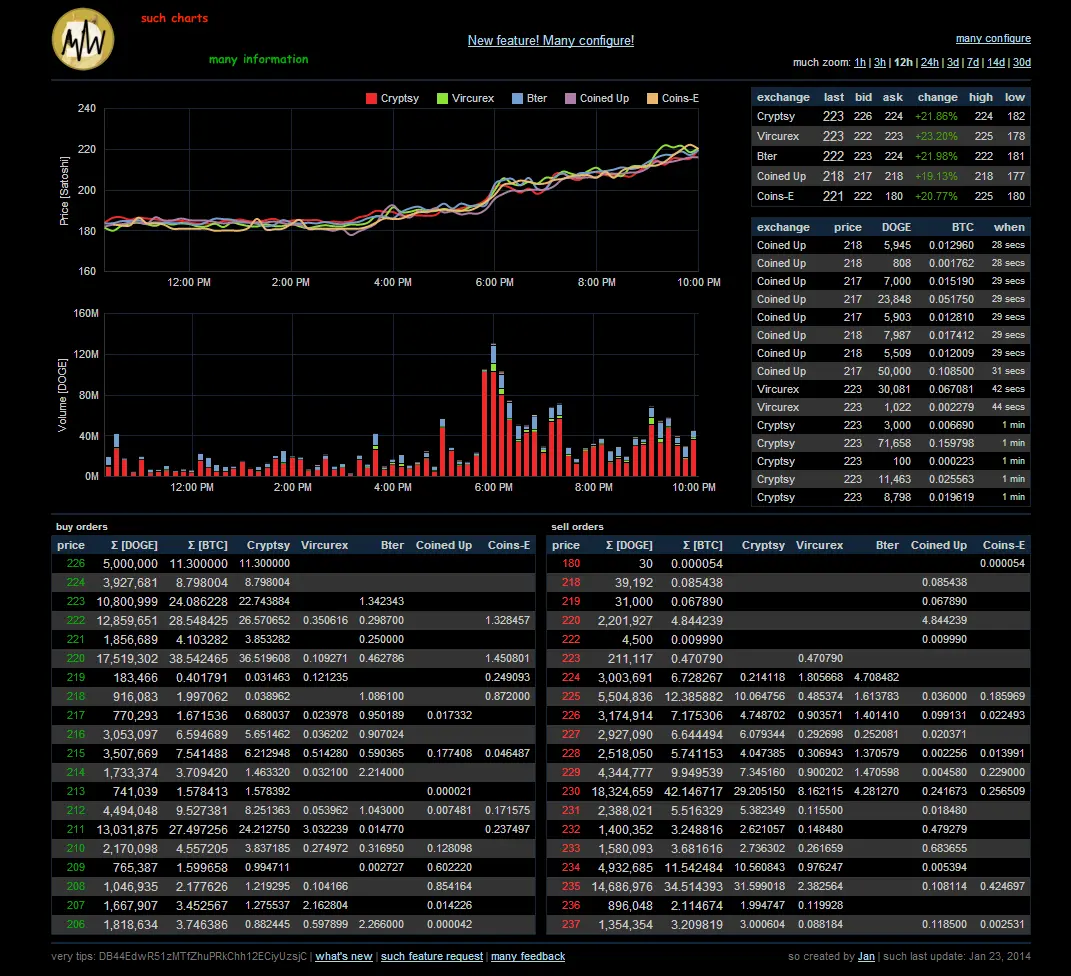 such charts
many information
New feature! Many configure!
many configure
much zoom: 1h | 3h | 12h | 24h | 3d | 7d | 14d | 30d
Cryptsy Vircurex Bter Coined Up Coins-E
Price [Batoshi]
240
220
200
180
160
12:00 PM 2:00 PM 4:00 PM 6:00 PM 8:00 PM 10:00 PM
Volume [DOGE]
160M
120M
80M
40M
0M
12:00 PM 2:00 PM 4:00 PM 6:00 PM 8:00 PM 10:00 PM
exchange last bid ask change high low
Cryptsy 223 226 224 +21.86% 224 182
Vircurex 223 222 223 +23.20% 225 178
Bter 222 223 224 +21.98% 222 181
Coined Up 218 217 218 +19.13% 218 177
Coins-E 221 222 180 +20.77% 225 180
exchange price DOGE BTC when
Coined Up 218 5,945 0.012960 28 secs
Coined Up 218 808 0.001762 28 secs
Coined Up 217 7,000 0.015190 29 secs
Coined Up 217 23,848 0.051750 29 secs
Coined Up 217 5,903 0.012810 29 secs
Coined Up 218 7,987 0.017412 29 secs
Coined Up 218 5,509 0.012009 29 secs
Coined Up 217 50,000 0.108500 31 secs
Vircurex 223 30,081 0.067081 42 secs
Vircurex 223 1,022 0.002279 44 secs
Cryptsy 223 3,000 0.006690 1 min
Cryptsy 223 71,658 0.159798 1 min
Cryptsy 223 100 0.000223 1 min
Cryptsy 223 11,463 0.025563 1 min
Cryptsy 223 8,798 0.019619 1 min
buy orders
price Σ [DOGE] Σ [BTC] Cryptsy Vircurex Bter Coined Up Coins-E
226 5,000,000 11.300000 11.300000
224 3,927,681 8.798004 8.798004
223 10,800,999 24.086228 22.743884 1.342343
222 12,859,651 28.548425 26.570652 0.350616 0.298700 1.328457
221 1,856,689 4.103282 3.853282 0.250000
220 17,519,302 38.542465 36.519608 0.109271 0.462786 1.450801
219 183,466 0.401791 0.031463 0.121235 0.249093
218 916,083 1.997062 0.038962 1.086100 0.872000
217 770,293 1.671536 0.680037 0.023978 0.950189 0.017332
216 3,053,097 6.594689 5.651462 0.036202 0.907024
215 3,507,669 7.541488 6.212948 0.514280 0.590365 0.177408 0.046487
214 1,733,374 3.709420 1.463320 0.032100 2.214000
213 741,039 1.578413 1.578392 0.000021
212 4,494,048 9.527381 8.251363 0.053962 1.043000 0.007481 0.171575
211 13,031,875 27.497256 24.212750 3.032239 0.014770 0.237497
210 2,170,098 4.557205 3.837185 0.274972 0.316950 0.128098
209 765,387 1.599658 0.994711 0.002727 0.602220
208 1,046,935 2.177626 1.219295 0.104166 0.854164
207 1,667,907 3.452567 1.275537 2.162804 0.014226
206 1,818,634 3.746386 0.882445 0.597899 2.266000 0.000042
sell orders
price Σ [DOGE] Σ [BTC] Cryptsy Vircurex Bter Coined Up Coins-E
180 30 0.000054 0.000054
218 39,192 0.085438 0.085438
219 31,000 0.067890 0.067890
220 2,201,927 4.844239 4.844239
222 4,500 0.009990 0.009990
223 211,117 0.470790 0.470790
224 3,003,691 6.728267 0.214118 1.805668 4.708482
225 5,504,836 12.385882 10.064756 0.485374 1.613783 0.036000 0.185969
226 3,174,914 7.175306 4.748702 0.903571 1.401410 0.099131 0.022493
227 2,927,090 6.644494 6.079344 0.292698 0.252081 0.020371
228 2,518,050 5.741153 4.047385 0.306943 1.370579 0.002256 0.013991
229 4,344,777 9.949539 7.345160 0.900202 1.470598 0.004580 0.229000
230 18,324,659 42.146717 29.205150 8.162115 4.281270 0.241673 0.256509
231 2,388,021 5.516329 5.382349 0.115500 0.018480
232 1,400,352 3.248816 2.621057 0.148480 0.479279
233 1,580,093 3.681616 2.736302 0.261659 0.683655
234 4,932,685 11.542484 10.560843 0.976247 0.005394
235 14,686,976 34.514393 31.599018 2.382564 0.108114 0.424697
236 896,048 2.114674 1.994747 0.119928
237 1,354,354 3.209819 3.000604 0.088184 0.118500 0.002531
very tips: DB44EdwR51zMTfZhuPRkChh12ECiyUzsjC | what's new | such feature request | many feedback
so created by Jan | such last update: Jan 23, 2014